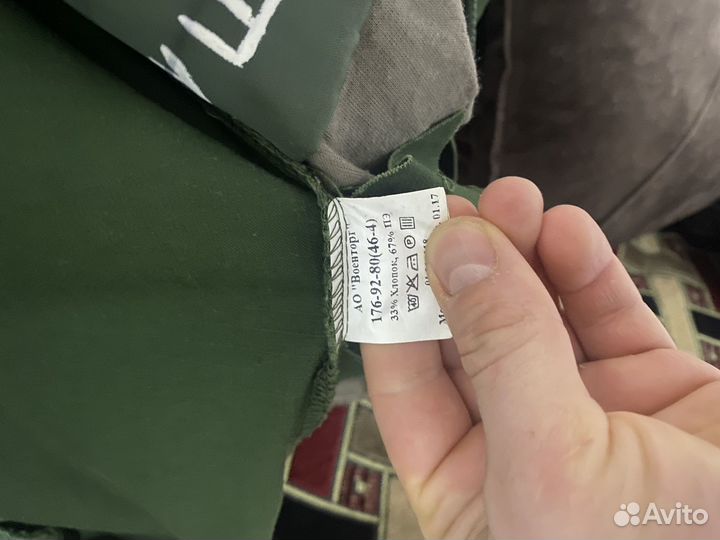 АО "Военторг"
176-92-80(46-4)
33% Хлопок, 67% ПЭ
01.17
Avito